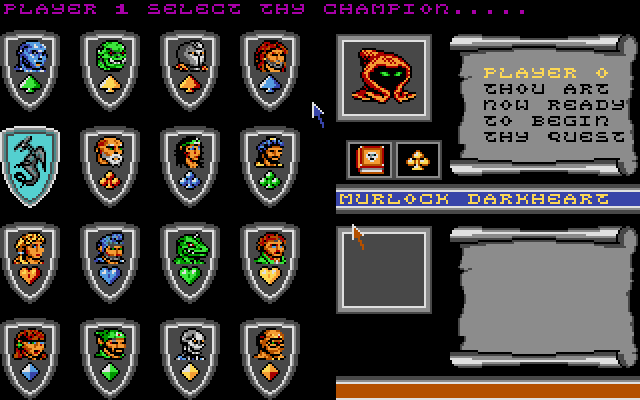 PLAYER 1 SELECT THY CHAMPION.....
PLAYER 0
THOU ART
NOW READY
TO BEGIN
THY QUEST
MURLOCK DARKHEART